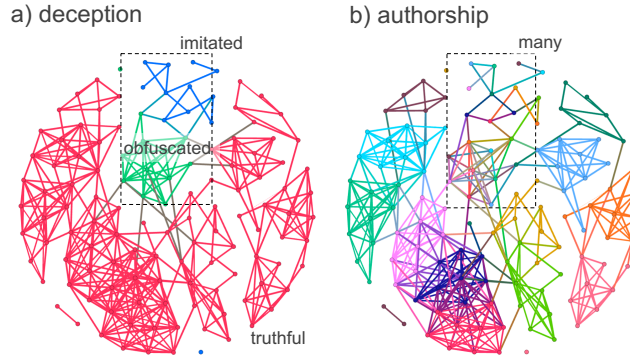 a) deception
b) authorship
imitated
many
obfuscated
truthful